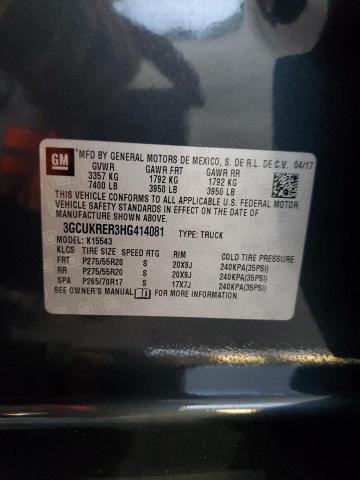 GM
MFD BY GENERAL MOTORS DE MEXICO, S. DE R.L. DE C.V. 04/17
GVWR GAWR FRT GAWR RR
3357 KG 1792 KG 1792 KG
7400 LB 3950 LB 3950 LB
THIS VEHICLE CONFORMS TO ALL APPLICABLE U.S. FEDERAL MOTOR
VEHICLE SAFETY STANDARDS IN EFFECT ON THE DATE OF
MANUFACTURE SHOWN ABOVE.
3GCUKRER3HG414081 TYPE: TRUCK
MODEL: K15543
KLCS TIRE SIZE SPEED RTG RIM COLD TIRE PRESSURE
FRT P275/55R20 S 20X9J 240KPA(35PSI)
RR P275/55R20 S 20X9J 240KPA(35PSI)
SPA P265/70R17 S 17X7J 240KPA(35PSI)
SEE OWNER'S MANUAL FOR ADDITIONAL INFORMATION.